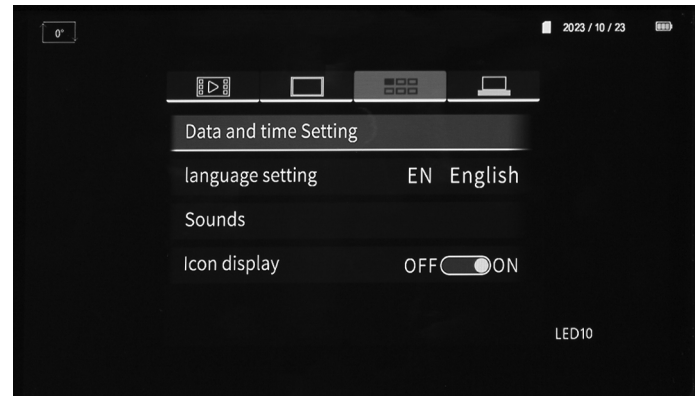 0°
2023 / 10 / 23
Data and time Setting
language setting EN English
Sounds
Icon display OFF ON
LED10